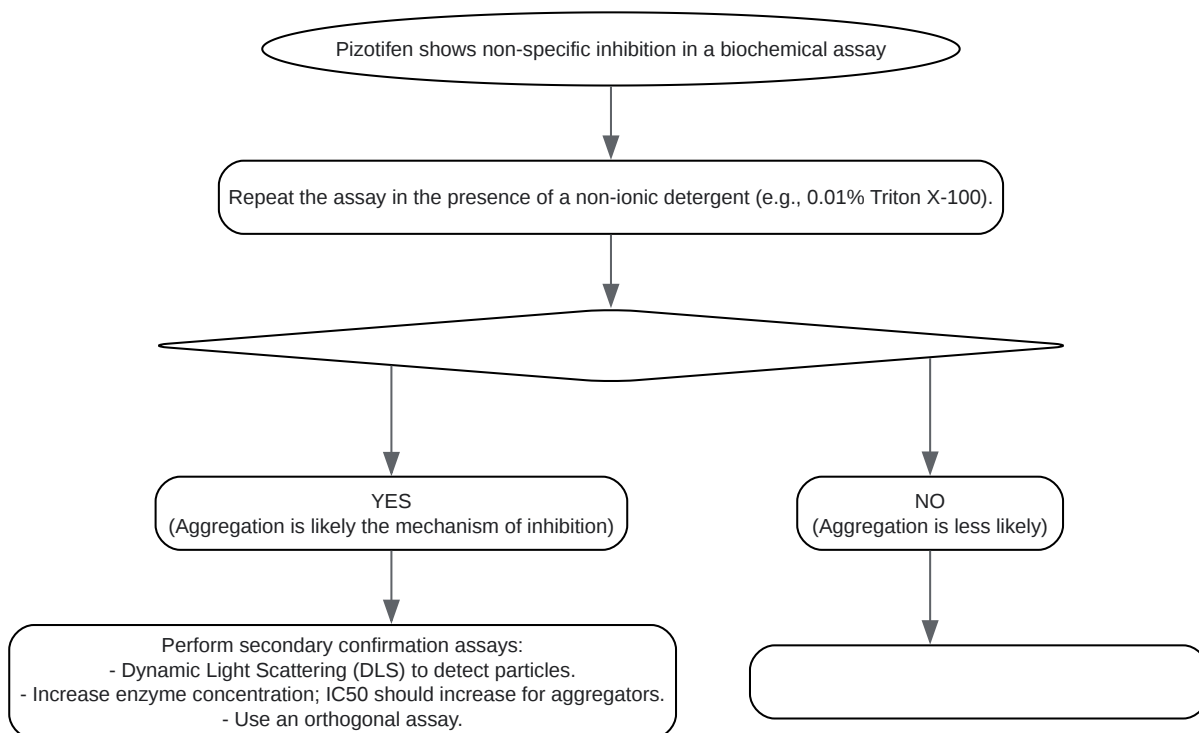 Pizotifen shows non-specific inhibition in a biochemical assay
Repeat the assay in the presence of a non-ionic detergent (e.g., 0.01% Triton X-100).
YES
(Aggregation is likely the mechanism of inhibition)
NO
(Aggregation is less likely)
Perform secondary confirmation assays:
- Dynamic Light Scattering (DLS) to detect particles.
- Increase enzyme concentration; IC50 should increase for aggregators.
- Use an orthogonal assay.